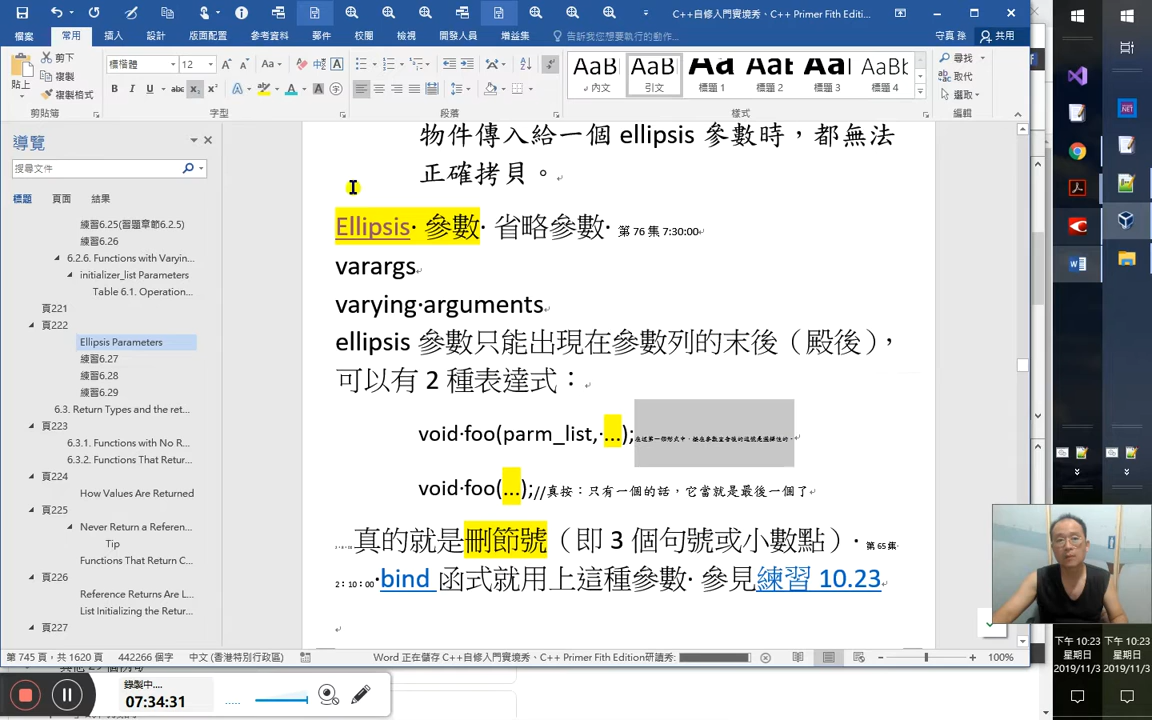 C++自修入門實境秀、C++ Primer Fith Editi...
檔案 常用 插入 設計 版面配置 參考資料 郵件 校閱 檢視 開發人員 增益集 告訴我您想要執行的動作... 守真 孫 共用
貼上 剪下 複製 複製格式
標楷體 12
AaB 內文 AaB 引文 Aa 標題 1 AaB 標題 2 AaB 標題 3 AaBb 標題 4
尋找 取代 選取
剪貼簿 字型 段落 樣式 編輯
導覽
搜尋文件
標題 頁面 結果
練習6.25(習題章節6.2.5)
練習6.26
6.2.6. Functions with Varyin...
initializer_list Parameters
Table 6.1. Operation...
頁221
頁222
Ellipsis Parameters
練習6.27
練習6.28
練習6.29
6.3. Return Types and the ret...
頁223
6.3.1. Functions with No R...
6.3.2. Functions That Retur...
頁224
How Values Are Returned
頁225
Never Return a Referen...
Tip
Functions That Return C...
頁226
Reference Returns Are L...
List Initializing the Retur...
頁227
物件傳入給一個 ellipsis 參數時，都無法
正確拷貝。
Ellipsis 參數 省略參數 第 76 集 7:30:00
varargs
varying arguments
ellipsis 參數只能出現在參數列的末後（殿後），
可以有 2 種表達式：
void foo(parm_list, ...);
void foo(...);//真按：只有一個的話，它當就是最後一個了
真的就是刪節號（即 3 個句號或小數點） 第 65 集
2：10：00 bind 函式就用上這種參數 參見練習 10.23
第 745 頁，共 1620 頁 442266 個字 中文 (香港特別行政區) Word 正在儲存 C++自修入門實境秀、C++ Primer Fith Edition研讀秀: 100%
錄製中....
07:34:31
下午 10:23 下午 10:23
星期日 星期日
2019/11/3 2019/11/3